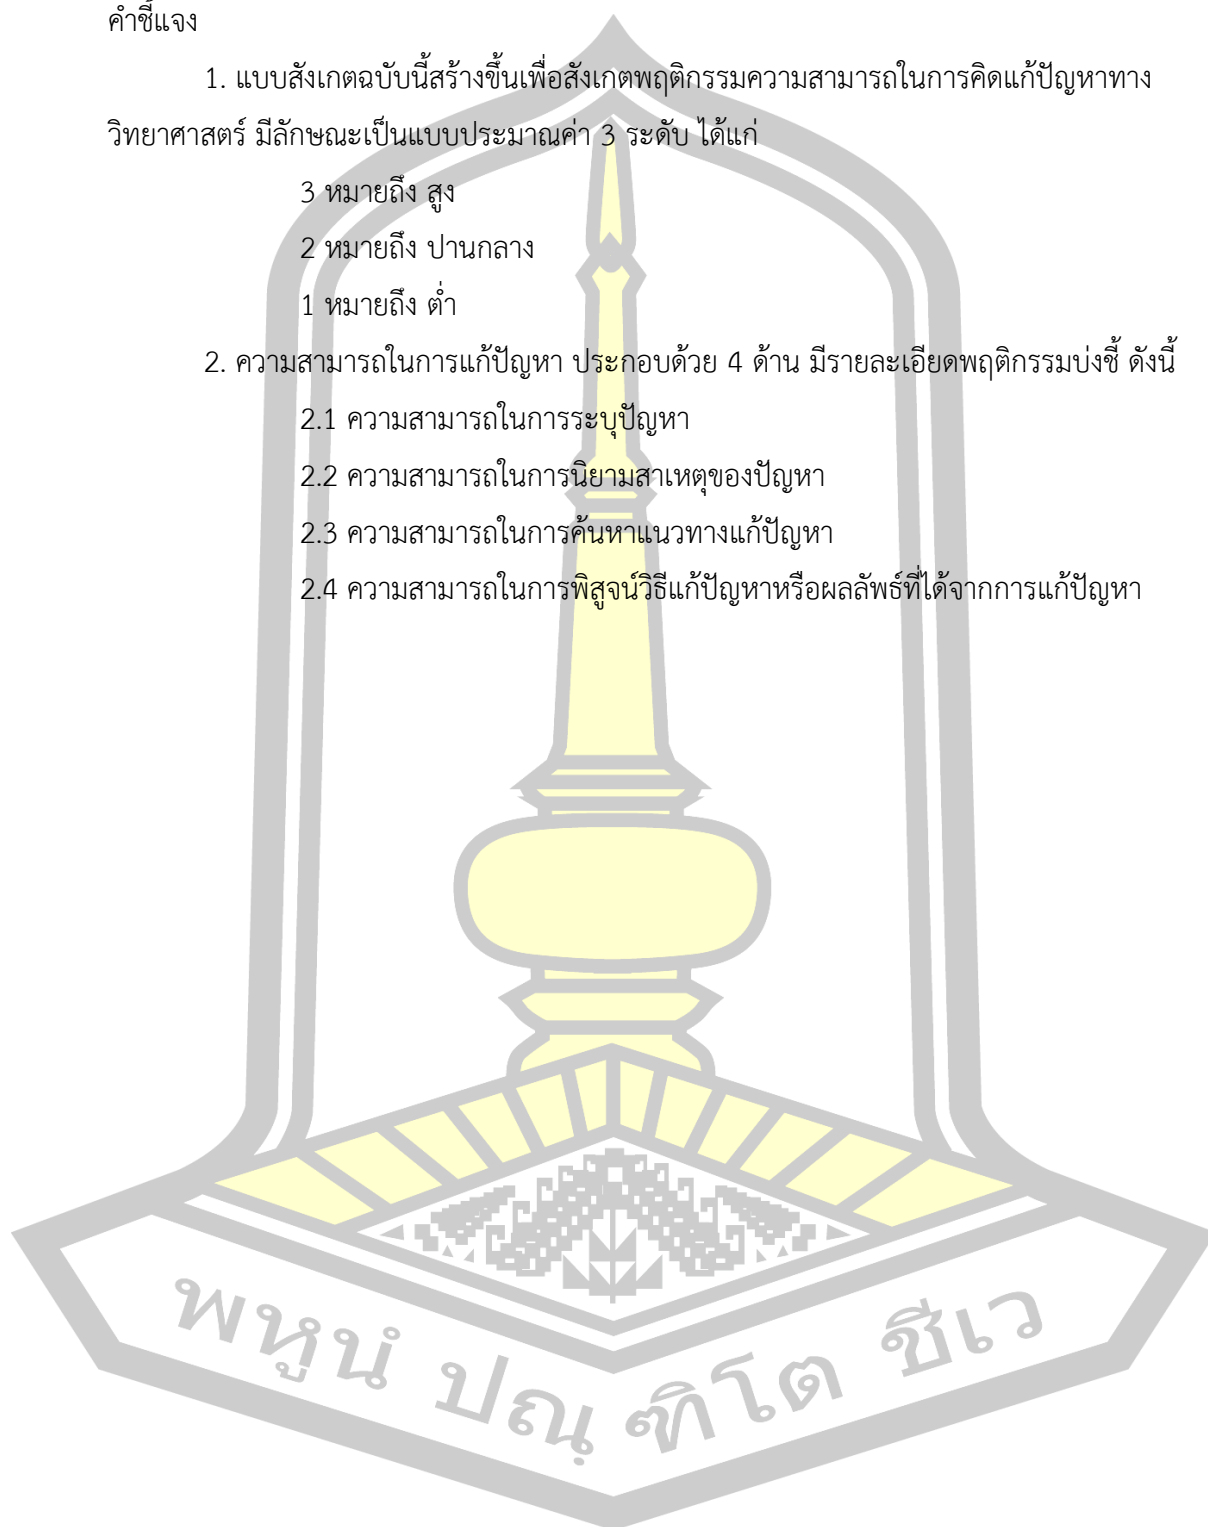 คำชี้แจง
1. แบบสังเกตฉบับนี้สร้างขึ้นเพื่อสังเกตพฤติกรรมความสามารถในการคิดแก้ปัญหาทาง
วิทยาศาสตร์ มีลักษณะเป็นแบบประมาณค่า 3 ระดับ ได้แก่
3 หมายถึง สูง
2 หมายถึง ปานกลาง
1 หมายถึง ต่ำ
2. ความสามารถในการแก้ปัญหา ประกอบด้วย 4 ด้าน มีรายละเอียดพฤติกรรมบ่งชี้ ดังนี้
2.1 ความสามารถในการระบุปัญหา
2.2 ความสามารถในการนิยามสาเหตุของปัญหา
2.3 ความสามารถในการค้นหาแนวทางแก้ปัญหา
2.4 ความสามารถในการพิสูจน์วิธีแก้ปัญหาหรือผลลัพธ์ที่ได้จากการแก้ปัญหา
พหูนํ ปณฺ ฑิโต ชีเว